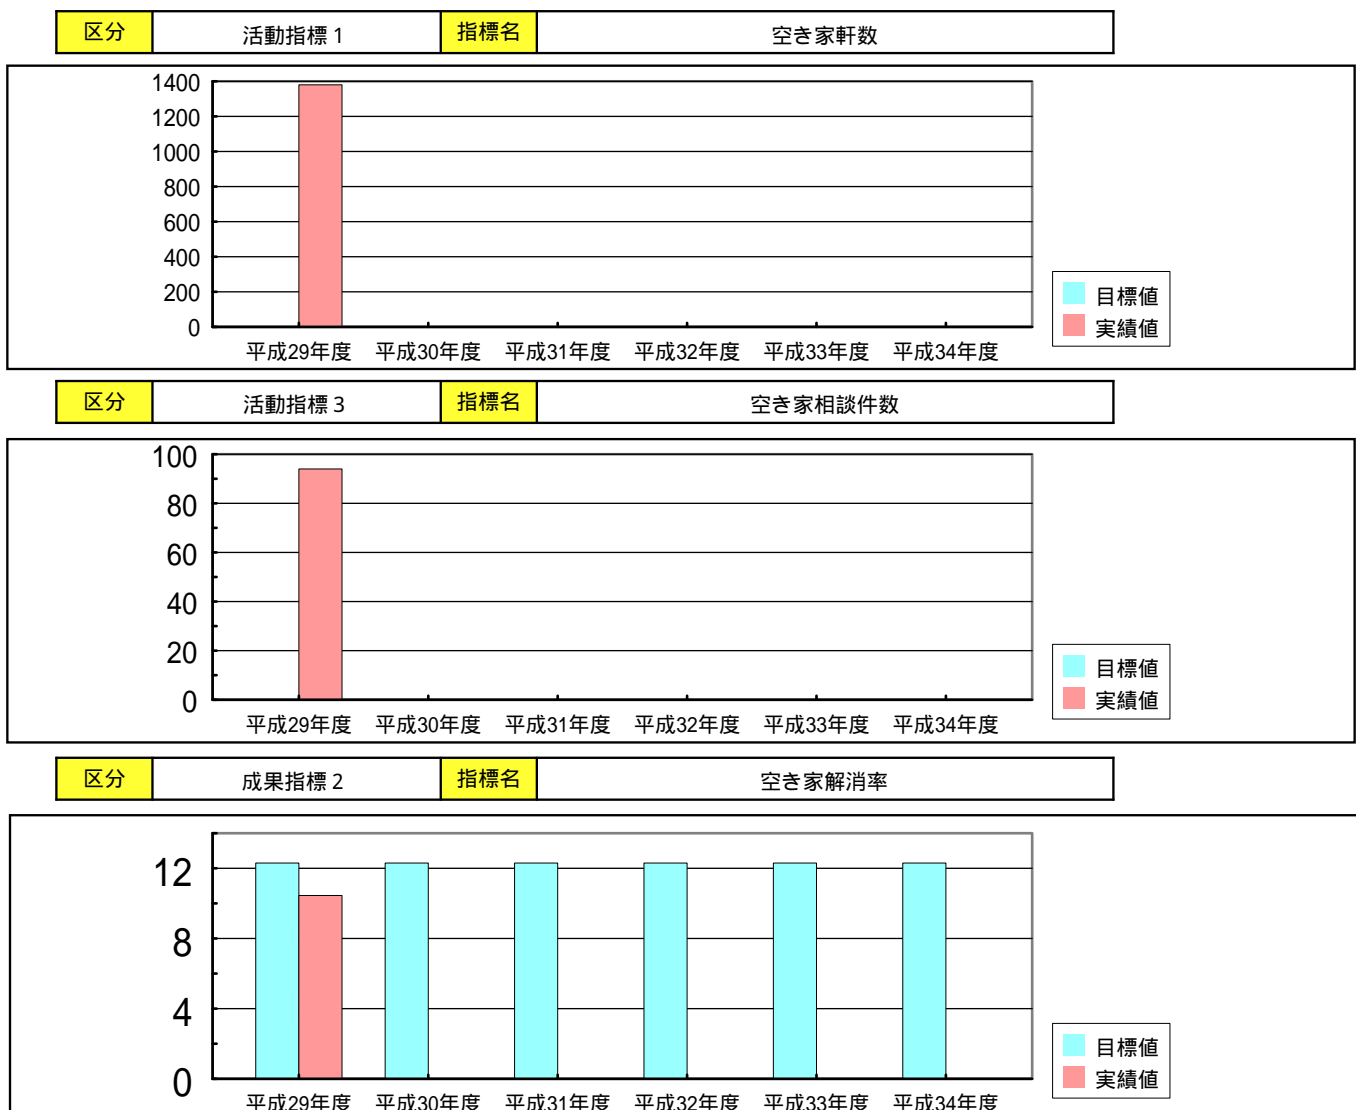 区分 活動指標1 指標名 空き家軒数
1400
1200
1000
800
600
400
200
0
平成29年度 平成30年度 平成31年度 平成32年度 平成33年度 平成34年度
目標値
実績値
区分 活動指標3 指標名 空き家相談件数
100
80
60
40
20
0
平成29年度 平成30年度 平成31年度 平成32年度 平成33年度 平成34年度
目標値
実績値
区分 成果指標2 指標名 空き家解消率
12
8
4
0
平成29年度 平成30年度 平成31年度 平成32年度 平成33年度 平成34年度
目標値
実績値